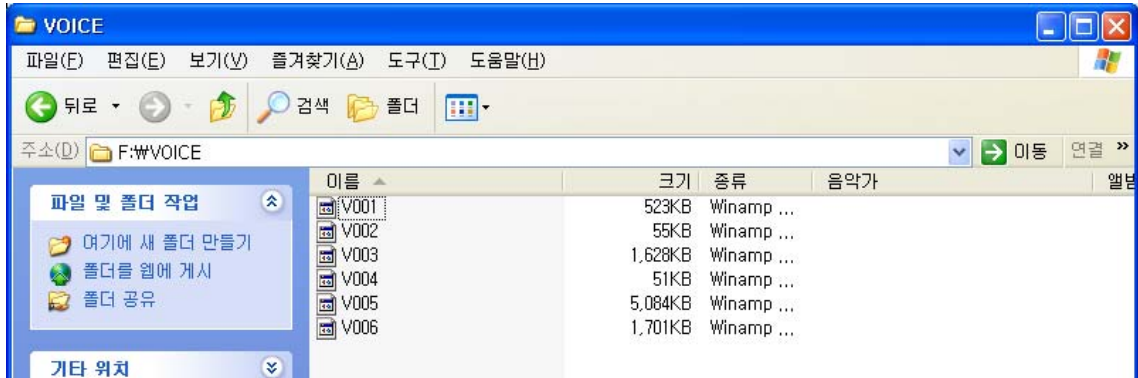 VOICE
파일(F) 편집(E) 보기(V) 즐겨찾기(A) 도구(T) 도움말(H)
뒤로 검색 폴더
주소(D) F:₩VOICE 이동 연결 »
이름 크기 종류 음악가 앨범
파일 및 폴더 작업
여기에 새 폴더 만들기
폴더를 웹에 게시
폴더 공유
기타 위치
V001 523KB Winamp ...
V002 55KB Winamp ...
V003 1,628KB Winamp ...
V004 51KB Winamp ...
V005 5,084KB Winamp ...
V006 1,701KB Winamp ...